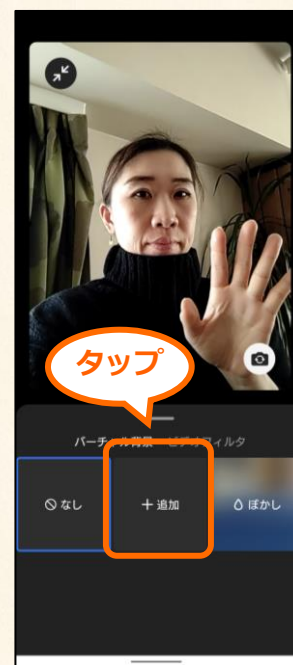 タップ
バーチャル背景 ビデオフィルタ
なし
＋追加
ぼかし